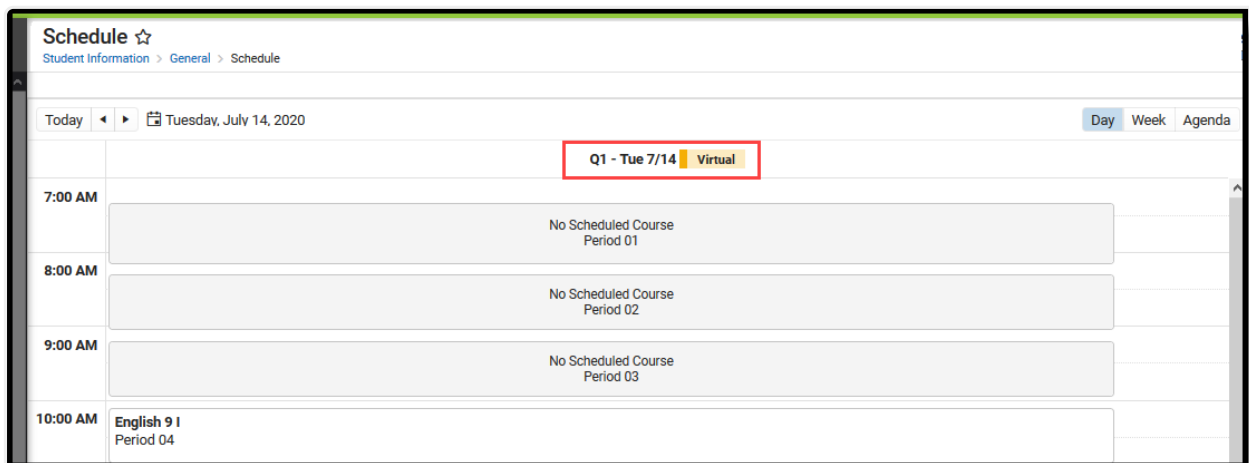 Schedule
Student Information > General > Schedule
Today Tuesday, July 14, 2020 Day Week Agenda
Q1 - Tue 7/14 Virtual
7:00 AM
No Scheduled Course
Period 01
8:00 AM
No Scheduled Course
Period 02
9:00 AM
No Scheduled Course
Period 03
10:00 AM
English 9 I
Period 04